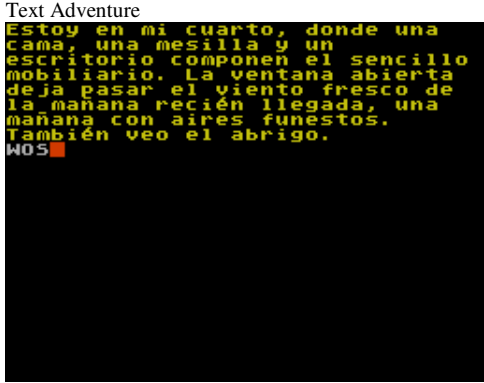 Text Adventure
Estoy en mi cuarto, donde una
cama, una mesilla y un
escritorio componen el sencillo
mobiliario. La ventana abierta
deja pasar el viento fresco de
la mañana recién llegada, una
mañana con aires funestos.
También veo el abrigo.
WOS